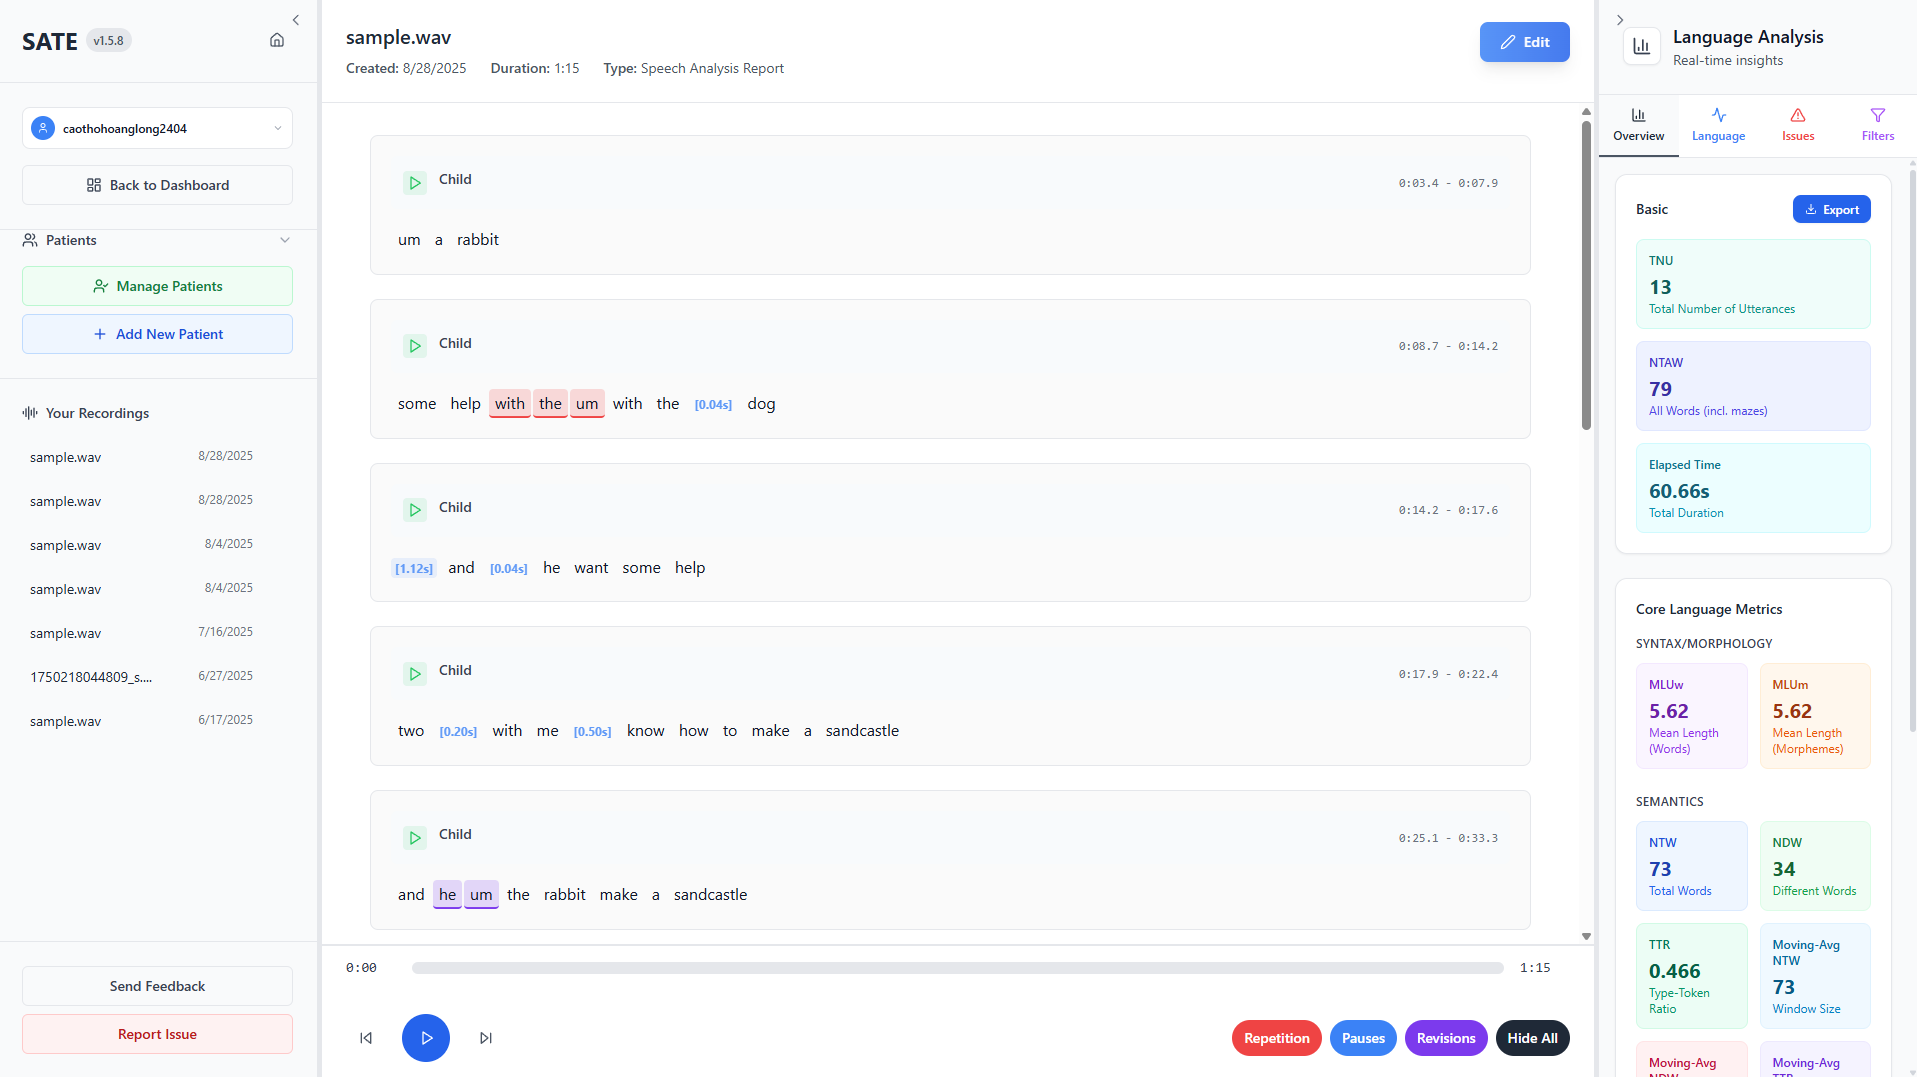 SATE v1.5.8
caothohoanglong2404
Back to Dashboard
Patients
Manage Patients
Add New Patient
Your Recordings
sample.wav 8/28/2025
sample.wav 8/28/2025
sample.wav 8/4/2025
sample.wav 8/4/2025
sample.wav 7/16/2025
1750218044809_s.... 6/27/2025
sample.wav 6/17/2025
Send Feedback
Report Issue
sample.wav
Created: 8/28/2025 Duration: 1:15 Type: Speech Analysis Report
Edit
Child 0:03.4 - 0:07.9
um a rabbit
Child 0:08.7 - 0:14.2
some help with the um with the [0.04s] dog
Child 0:14.2 - 0:17.6
[1.12s] and [0.04s] he want some help
Child 0:17.9 - 0:22.4
two [0.20s] with me [0.50s] know how to make a sandcastle
Child 0:25.1 - 0:33.3
and he um the rabbit make a sandcastle
0:00 1:15
Repetition Pauses Revisions Hide All
Language Analysis
Real-time insights
Overview Language Issues Filters
Basic Export
TNU
13
Total Number of Utterances
NTAW
79
All Words (incl. mazes)
Elapsed Time
60.66s
Total Duration
Core Language Metrics
SYNTAX/MORPHOLOGY
MLUw
5.62
Mean Length
(Words)
MLUm
5.62
Mean Length
(Morphemes)
SEMANTICS
NTW
73
Total Words
NDW
34
Different Words
TTR
0.466
Type-Token
Ratio
Moving-Avg
NTW
73
Window Size
Moving-Avg
NDW
Moving-Avg
TTR